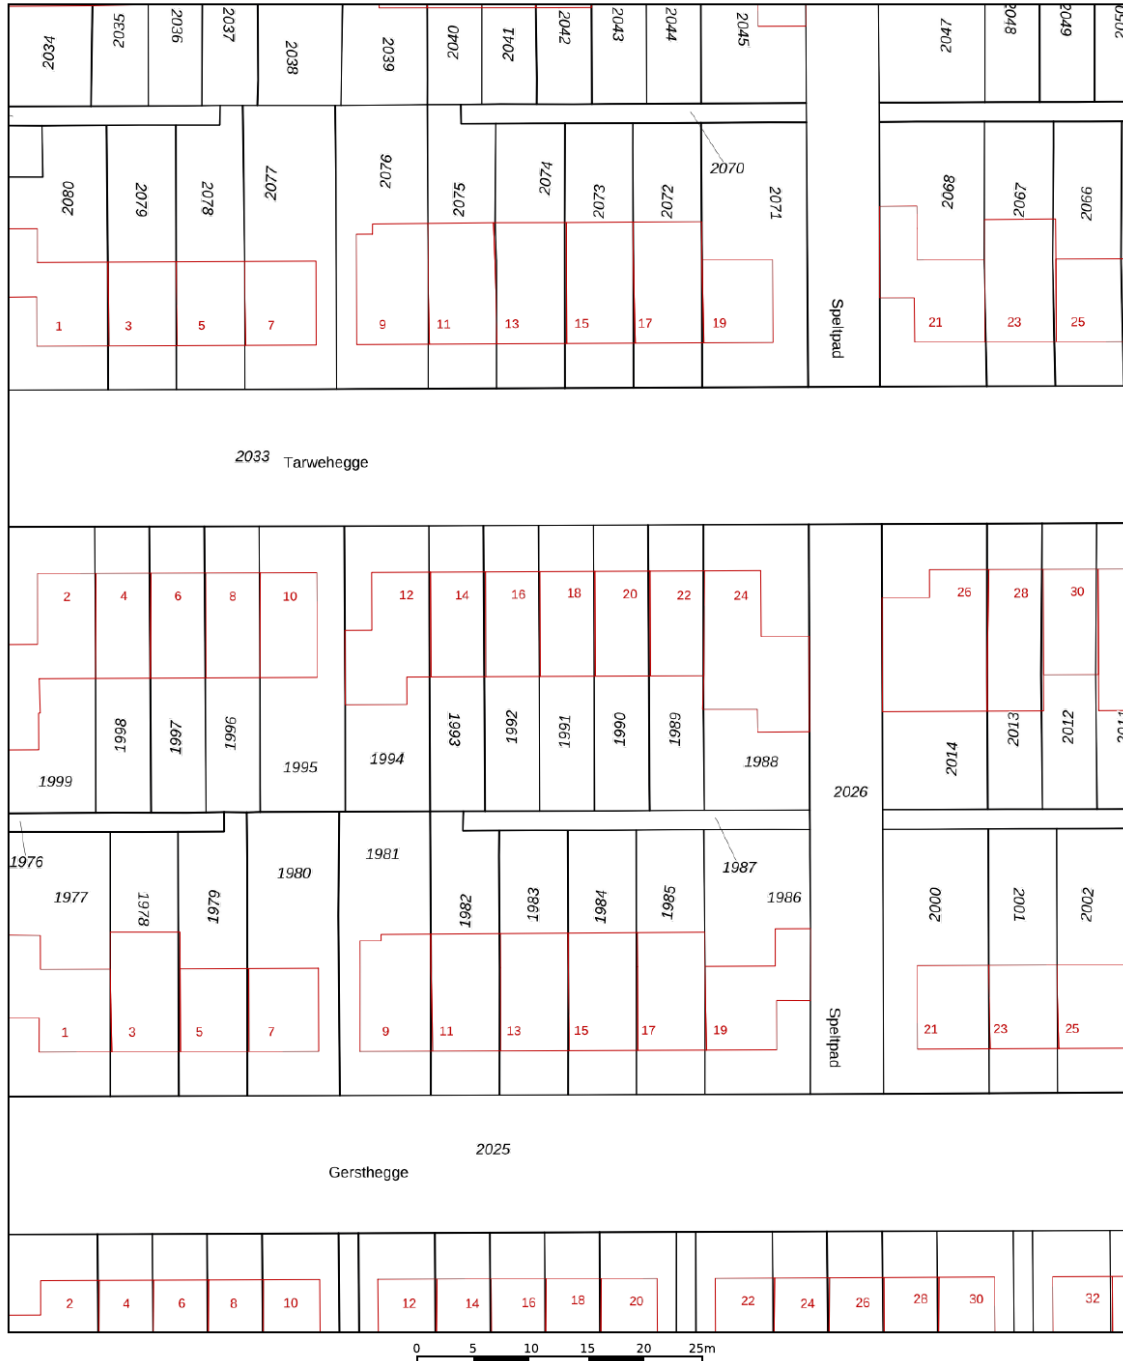 2034 2035 2036 2037 2038 2039 2040 2041 2042 2043 2044 2045 2047 2048 2049
2080 2079 2078 2077 2076 2075 2074 2073 2072 2070 2071 2068 2067 2066
1 3 5 7 9 11 13 15 17 19 Speltpad 21 23 25
2033 Tarwehegge
2 4 6 8 10 12 14 16 18 20 22 24 26 28 30
1999 1998 1997 1996 1995 1994 1993 1992 1991 1990 1989 1988 2026 2014 2013 2012
1976 1977 1978 1979 1980 1981 1982 1983 1984 1985 1987 1986 2000 2001 2002
1 3 5 7 9 11 13 15 17 19 Speltpad 21 23 25
2025
Gersthegge
2 4 6 8 10 12 14 16 18 20 22 24 26 28 30 32
0 5 10 15 20 25m